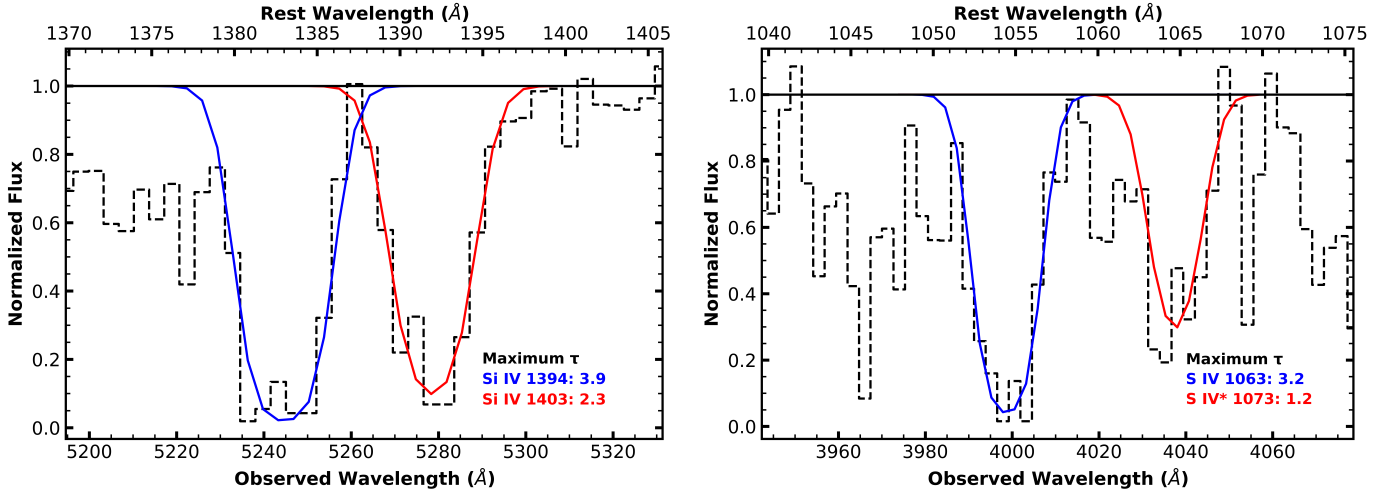 Rest Wavelength (Å)
1370 1375 1380 1385 1390 1395 1400 1405
Normalized Flux
1.0
0.8
0.6
0.4
0.2
0.0
Maximum τ
Si IV 1394: 3.9
Si IV 1403: 2.3
5200 5220 5240 5260 5280 5300 5320
Observed Wavelength (Å)
Rest Wavelength (Å)
1040 1045 1050 1055 1060 1065 1070 1075
Normalized Flux
1.0
0.8
0.6
0.4
0.2
0.0
Maximum τ
S IV 1063: 3.2
S IV* 1073: 1.2
3960 3980 4000 4020 4040 4060
Observed Wavelength (Å)